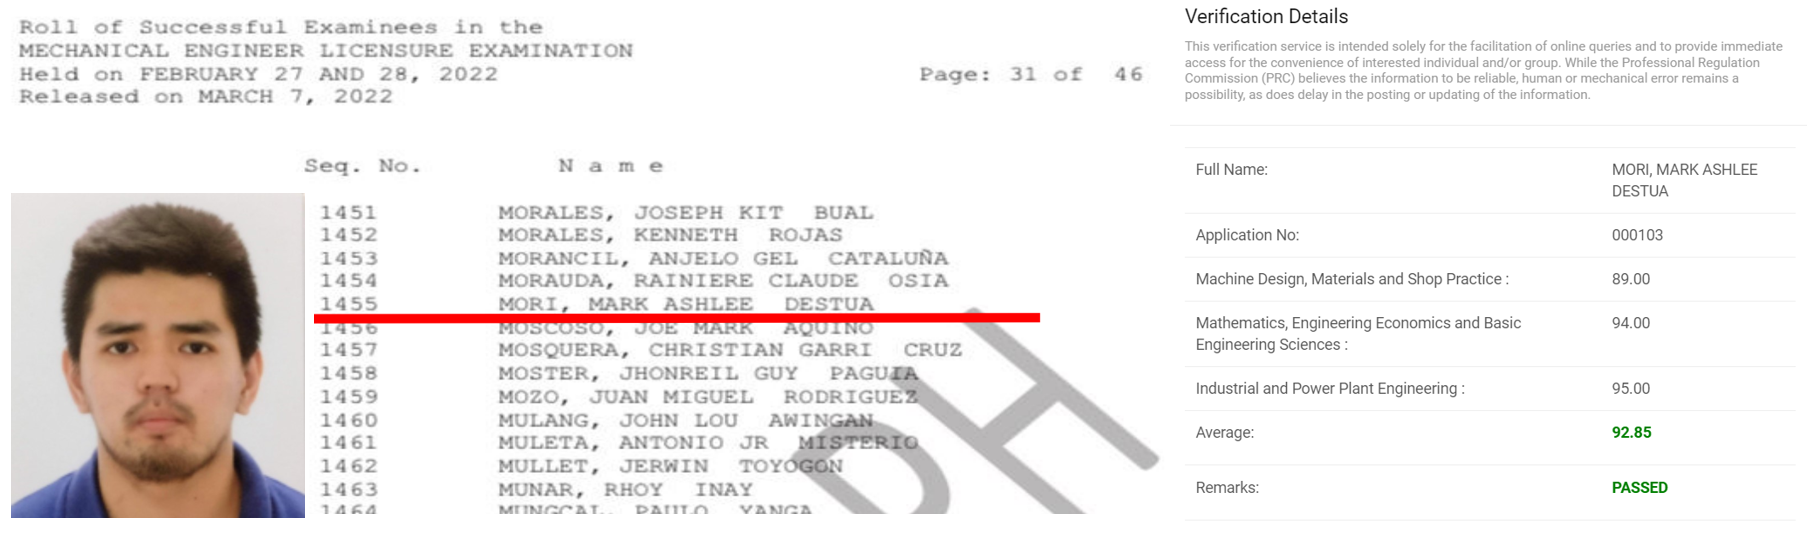 Roll of Successful Examinees in the
MECHANICAL ENGINEER LICENSURE EXAMINATION
Held on FEBRUARY 27 AND 28, 2022 Page: 31 of 46
Released on MARCH 7, 2022
Seq. No. N a m e
1451 MORALES, JOSEPH KIT BUAL
1452 MORALES, KENNETH ROJAS
1453 MORANCIL, ANJELO GEL CATALUÑA
1454 MORAUDA, RAINIERE CLAUDE OSIA
1455 MORI, MARK ASHLEE DESTUA
1456 MOSCOSO, JOE MARK AQUINO
1457 MOSQUERA, CHRISTIAN GARRI CRUZ
1458 MOSTER, JHONREIL GUY PAGUIA
1459 MOZO, JUAN MIGUEL RODRIGUEZ
1460 MULANG, JOHN LOU AWINGAN
1461 MULETA, ANTONIO JR MISTERIO
1462 MULLET, JERWIN TOYOGON
1463 MUNAR, RHOY INAY
1464 MUNGCAL, PAULO YANGA
PH
Verification Details
This verification service is intended solely for the facilitation of online queries and to provide immediate
access for the convenience of interested individual and/or group. While the Professional Regulation
Commission (PRC) believes the information to be reliable, human or mechanical error remains a
possibility, as does delay in the posting or updating of the information.
Full Name: MORI, MARK ASHLEE
DESTUA
Application No: 000103
Machine Design, Materials and Shop Practice : 89.00
Mathematics, Engineering Economics and Basic 94.00
Engineering Sciences :
Industrial and Power Plant Engineering : 95.00
Average: 92.85
Remarks: PASSED